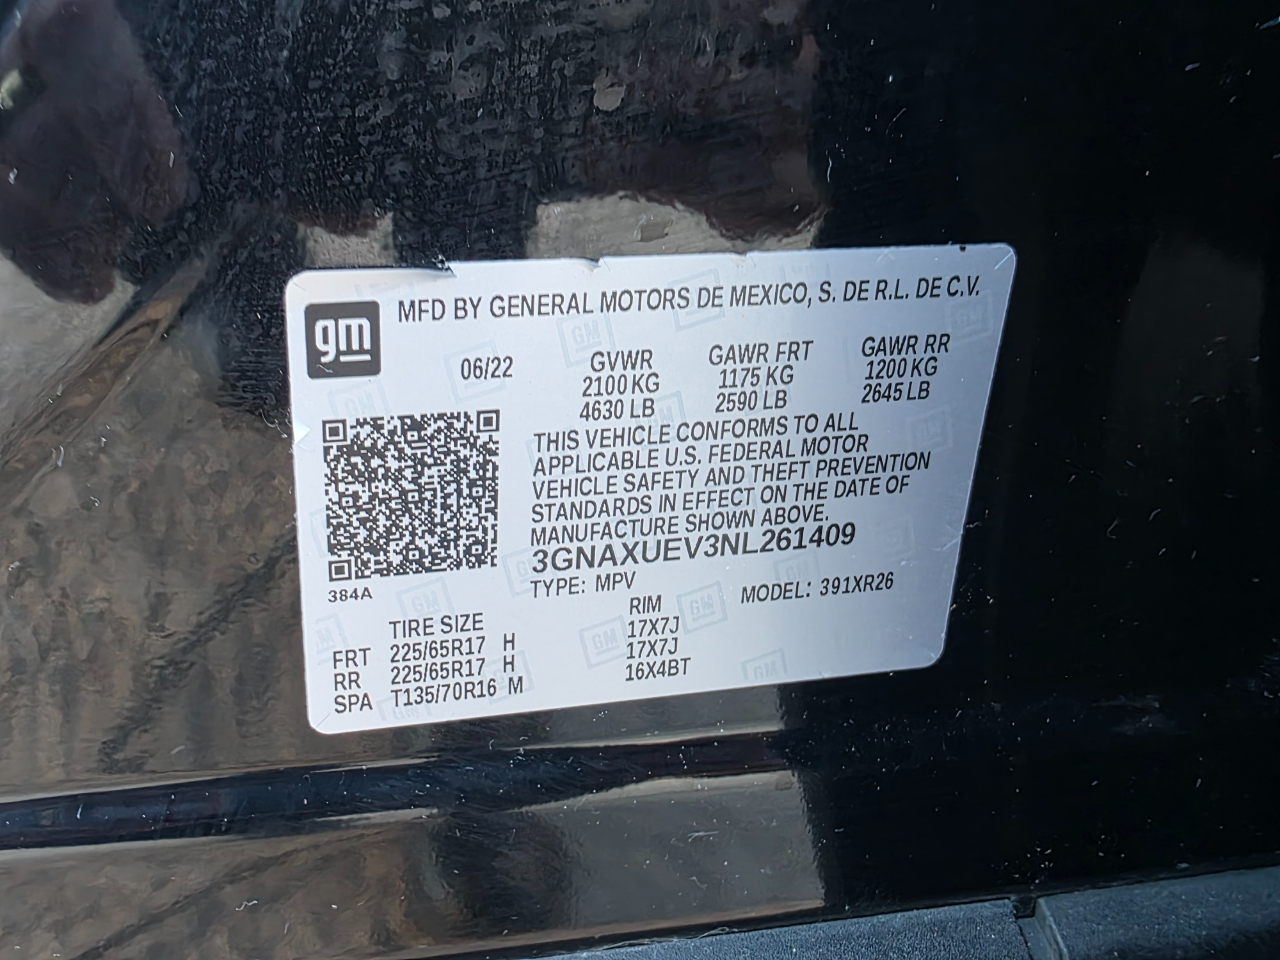 gm
MFD BY GENERAL MOTORS DE MEXICO, S. DE R.L. DE C.V.
06/22 GVWR GAWR FRT GAWR RR
2100 KG 1175 KG 1200 KG
4630 LB 2590 LB 2645 LB
THIS VEHICLE CONFORMS TO ALL
APPLICABLE U.S. FEDERAL MOTOR
VEHICLE SAFETY AND THEFT PREVENTION
STANDARDS IN EFFECT ON THE DATE OF
MANUFACTURE SHOWN ABOVE.
3GNAXUEV3NL261409
384A
TYPE: MPV MODEL: 391XR26
TIRE SIZE RIM
FRT 225/65R17 H 17X7J
RR 225/65R17 H 17X7J
SPA T135/70R16 M 16X4BT